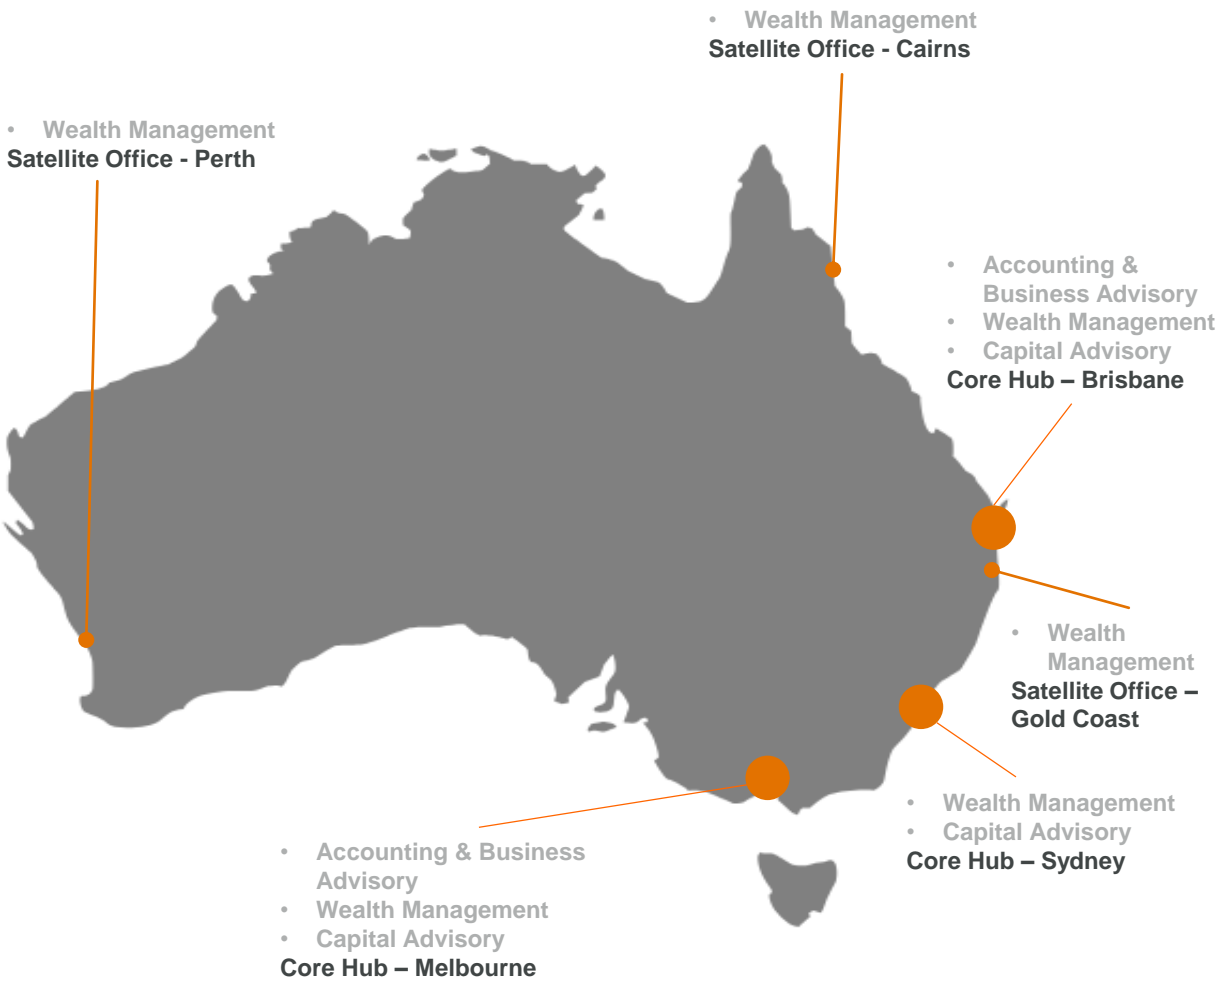 • Wealth Management
Satellite Office - Cairns
• Wealth Management
Satellite Office - Perth
• Accounting &
Business Advisory
• Wealth Management
• Capital Advisory
Core Hub – Brisbane
• Wealth
Management
Satellite Office –
Gold Coast
• Wealth Management
• Capital Advisory
Core Hub – Sydney
• Accounting & Business
Advisory
• Wealth Management
• Capital Advisory
Core Hub – Melbourne